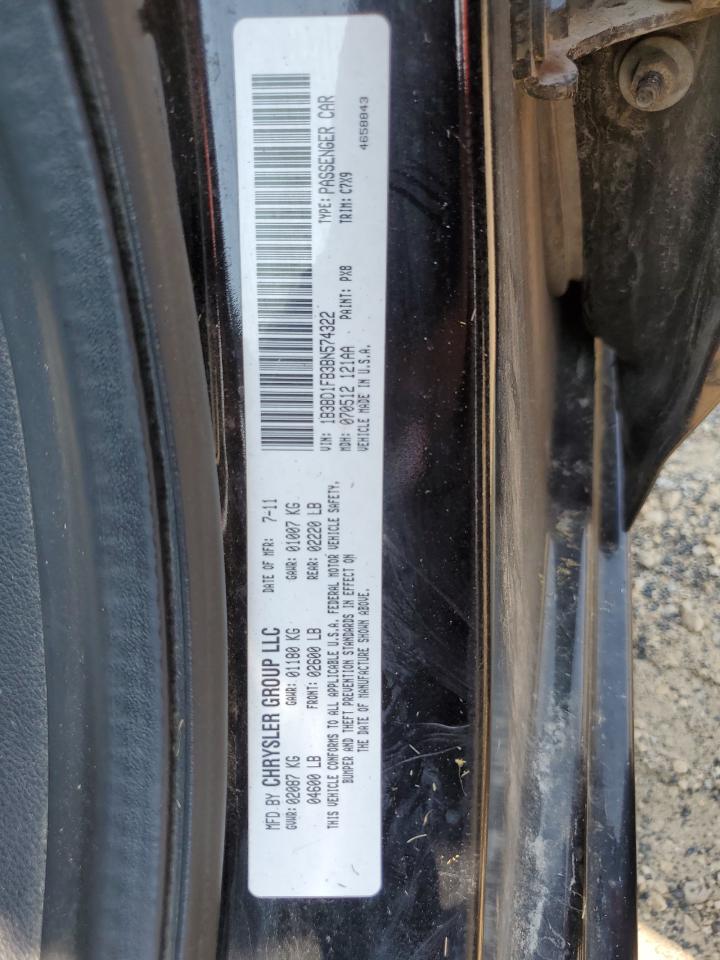 MFD BY CHRYSLER GROUP LLC DATE OF MFR: 7-11
GVWR: 02087 KG GAWR: 01180 KG GAWR: 01007 KG
04600 LB FRONT: 02600 LB REAR: 02220 LB
THIS VEHICLE CONFORMS TO ALL APPLICABLE U.S.A. FEDERAL MOTOR VEHICLE SAFETY,
BUMPER AND THEFT PREVENTION STANDARDS IN EFFECT ON
THE DATE OF MANUFACTURE SHOWN ABOVE.
VIN: 1B3BD1FB3BN574322 TYPE: PASSENGER CAR
MDH: 070512 121AA PAINT: PXB TRIM: C7X9
VEHICLE MADE IN U.S.A. 4658843